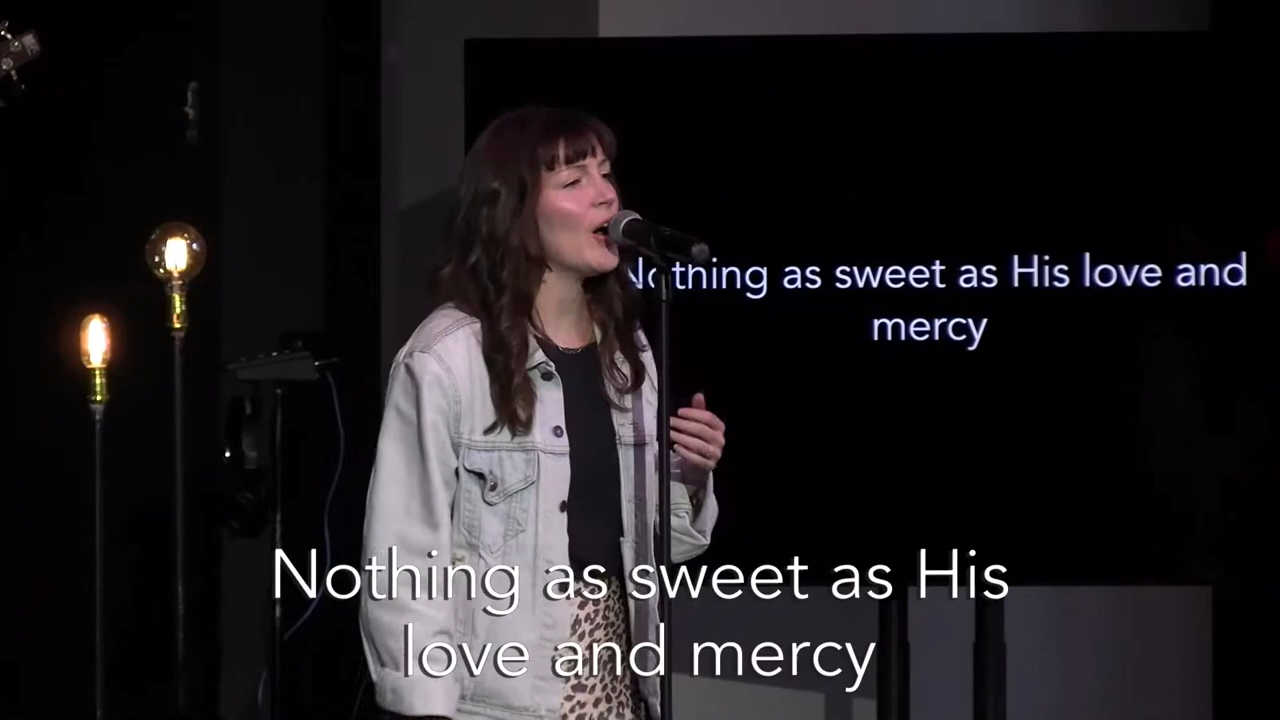 Nothing as sweet as His love and
mercy
Nothing as sweet as His
love and mercy